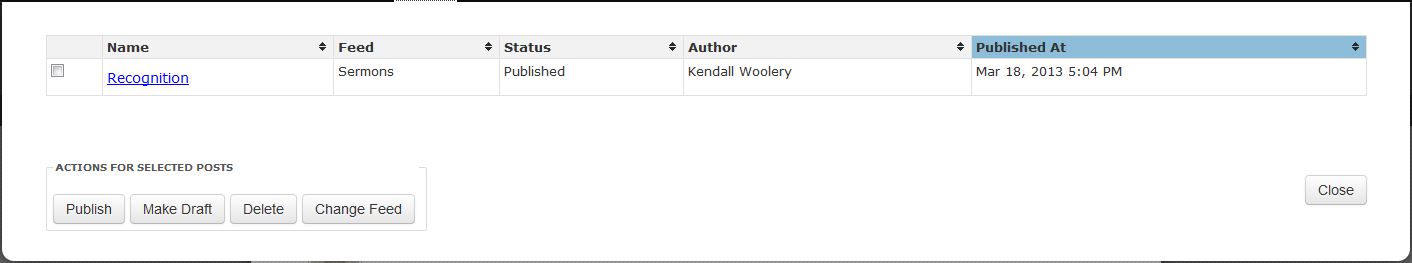 Name Feed Status Author Published At
Recognition Sermons Published Kendall Woolery Mar 18, 2013 5:04 PM
ACTIONS FOR SELECTED POSTS
Publish Make Draft Delete Change Feed Close